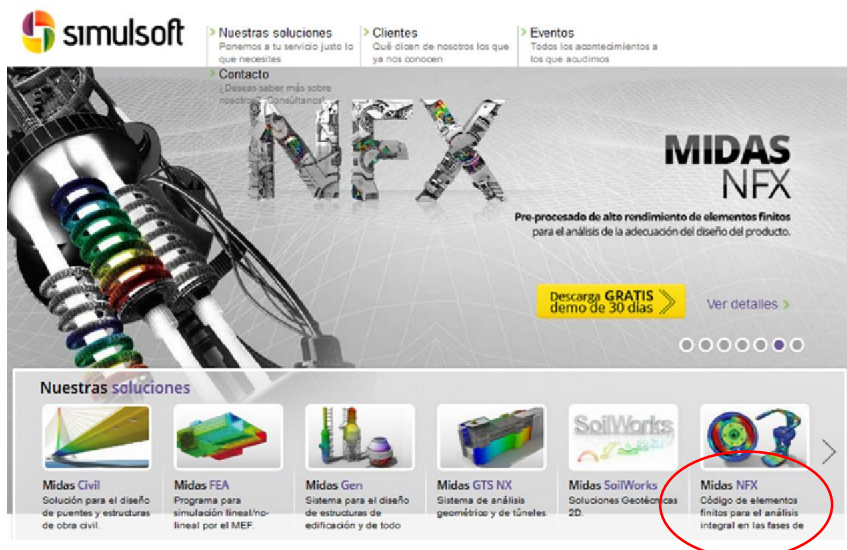 simulsoft
Nuestras soluciones
Ponemos a tu servicio justo lo
que necesites
Clientes
Qué dicen de nosotros los que
ya nos conocen
Eventos
Todos los acontecimientos a
los que acudimos
Contacto
¿Deseas saber más sobre
nosotros? Consúltanos!
NFX
MIDAS
NFX
Pre-procesado de alto rendimiento de elementos finitos
para el análisis de la adecuación del diseño del producto.
Descarga GRATIS
demo de 30 días
Ver detalles >
Nuestras soluciones
SoilWorks
Midas Civil
Solución para el diseño
de puentes y estructuras
de obra civil.
Midas FEA
Programa para
simulación lineal/no-
lineal por el MEF.
Midas Gen
Sistema para el diseño
de estructuras de
edificación y de todo
Midas GTS NX
Sistema de análisis
geométrico y de túneles.
Midas SoilWorks
Soluciones Geotécnicas
2D.
Midas NFX
Código de elementos
finitos para el análisis
integral en las fases de